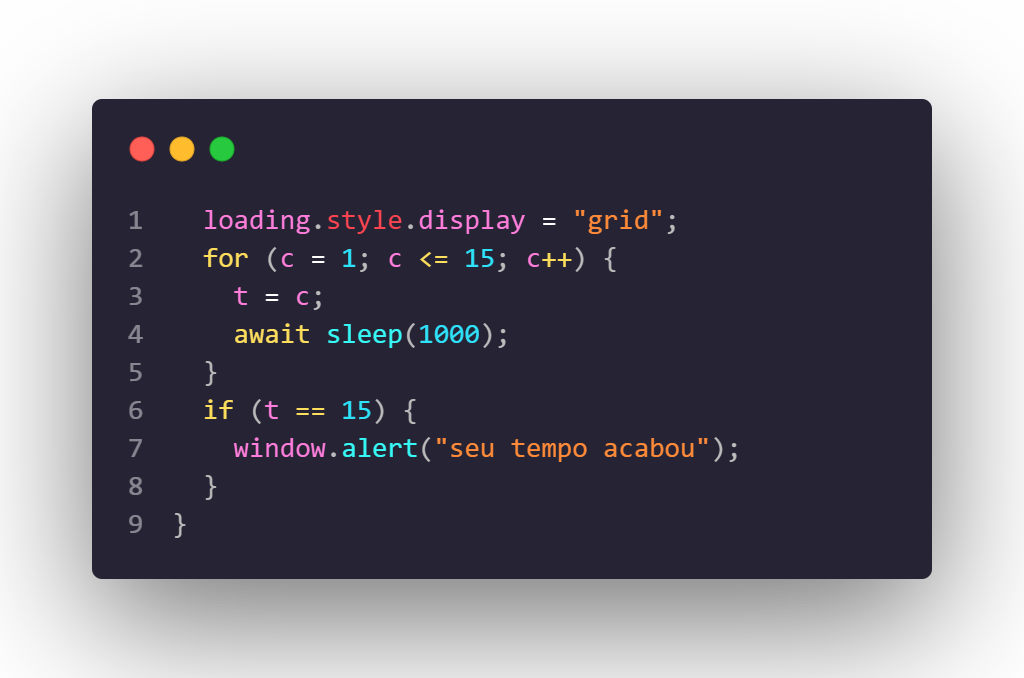 1 loading.style.display = "grid";
2 for (c = 1; c <= 15; c++) {
3 t = c;
4 await sleep(1000);
5 }
6 if (t == 15) {
7 window.alert("seu tempo acabou");
8 }
9 }